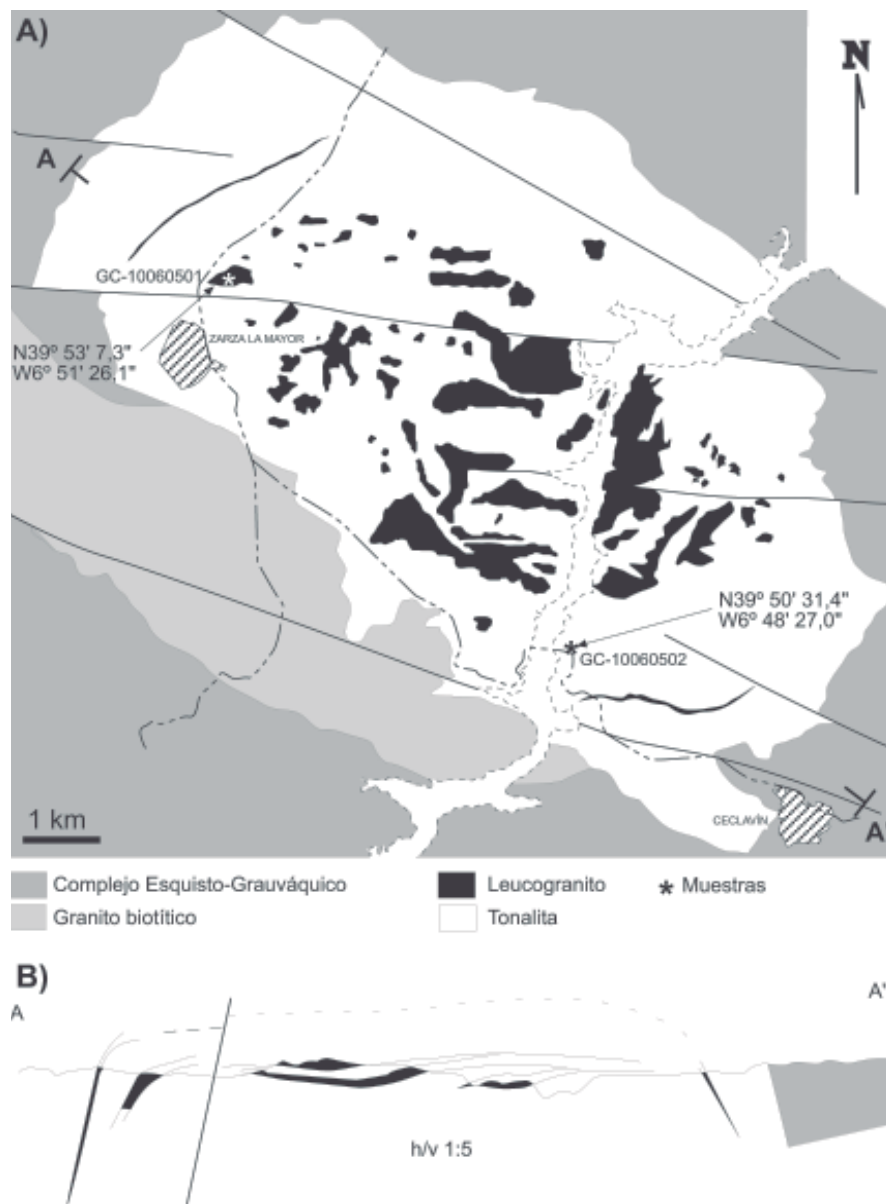 A)
N
A
GC-10060501
ZARZA LA MAYOR
N39º 53' 7,3"
W6º 51' 26,1"
N39º 50' 31,4"
W6º 48' 27,0"
GC-10060502
1 km
CECLAVÍN
A'
Complejo Esquisto-Grauváquico
Leucogranito
* Muestras
Granito biotítico
Tonalita
B)
A
A'
h/v 1:5